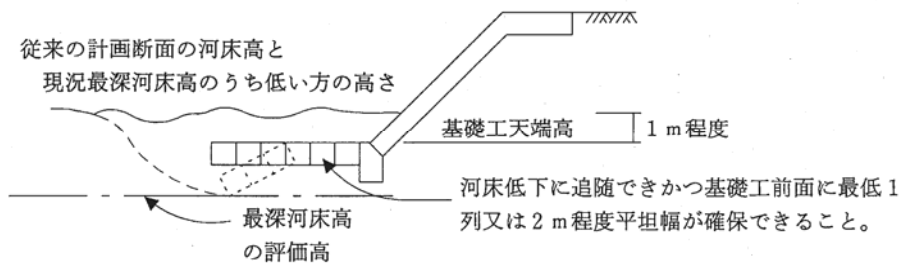 従来の計画断面の河床高と
現況最深河床高のうち低い方の高さ
基礎工天端高
1m程度
河床低下に追随できかつ基礎工前面に最低1
列又は2m程度平坦幅が確保できること。
最深河床高
の評価高